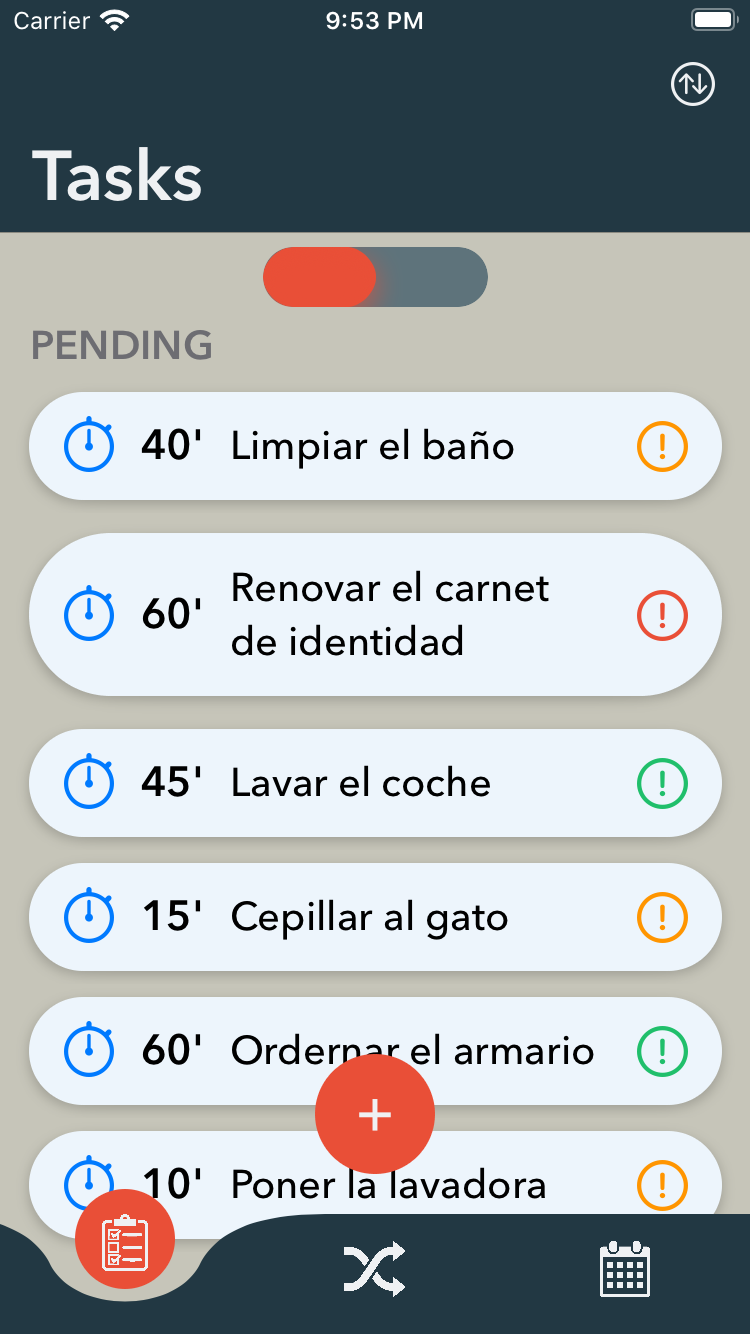 Carrier 9:53 PM
Tasks
PENDING
40' Limpiar el baño
60' Renovar el carnet
de identidad
45' Lavar el coche
15' Cepillar al gato
60' Ordernar el armario
10' Poner la lavadora